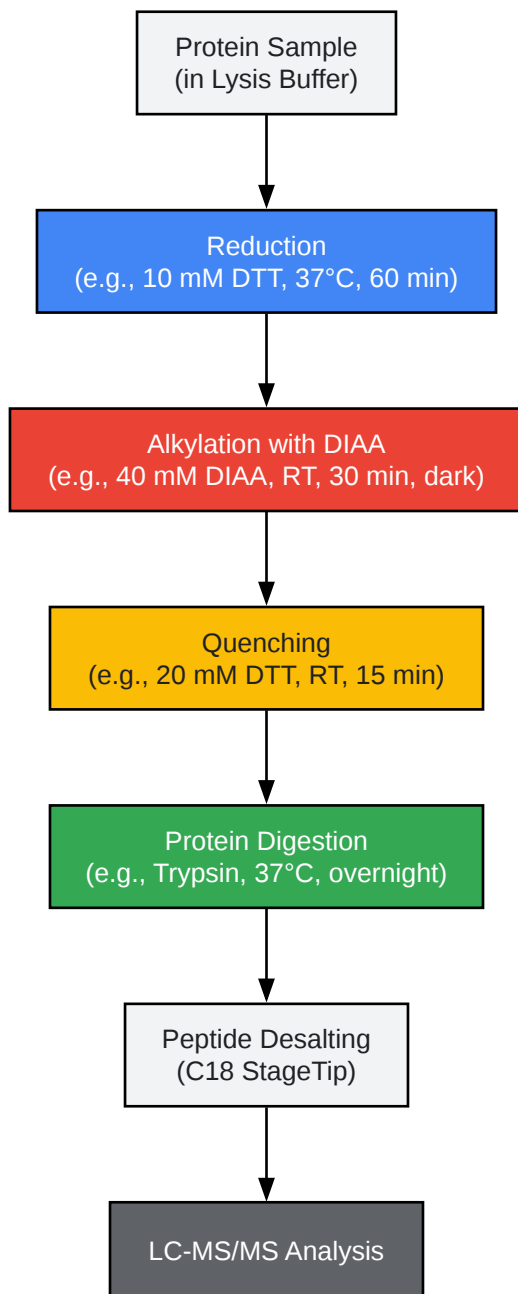 Protein Sample
(in Lysis Buffer)
Reduction
(e.g., 10 mM DTT, 37°C, 60 min)
Alkylation with DIAA
(e.g., 40 mM DIAA, RT, 30 min, dark)
Quenching
(e.g., 20 mM DTT, RT, 15 min)
Protein Digestion
(e.g., Trypsin, 37°C, overnight)
Peptide Desalting
(C18 StageTip)
LC-MS/MS Analysis